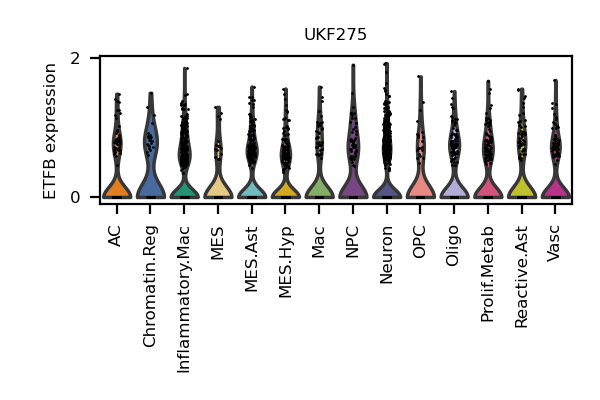 UKF275
ETFB expression
2
0
AC
Chromatin.Reg
Inflammatory.Mac
MES
MES.Ast
MES.Hyp
Mac
NPC
Neuron
OPC
Oligo
Prolif.Metab
Reactive.Ast
Vasc